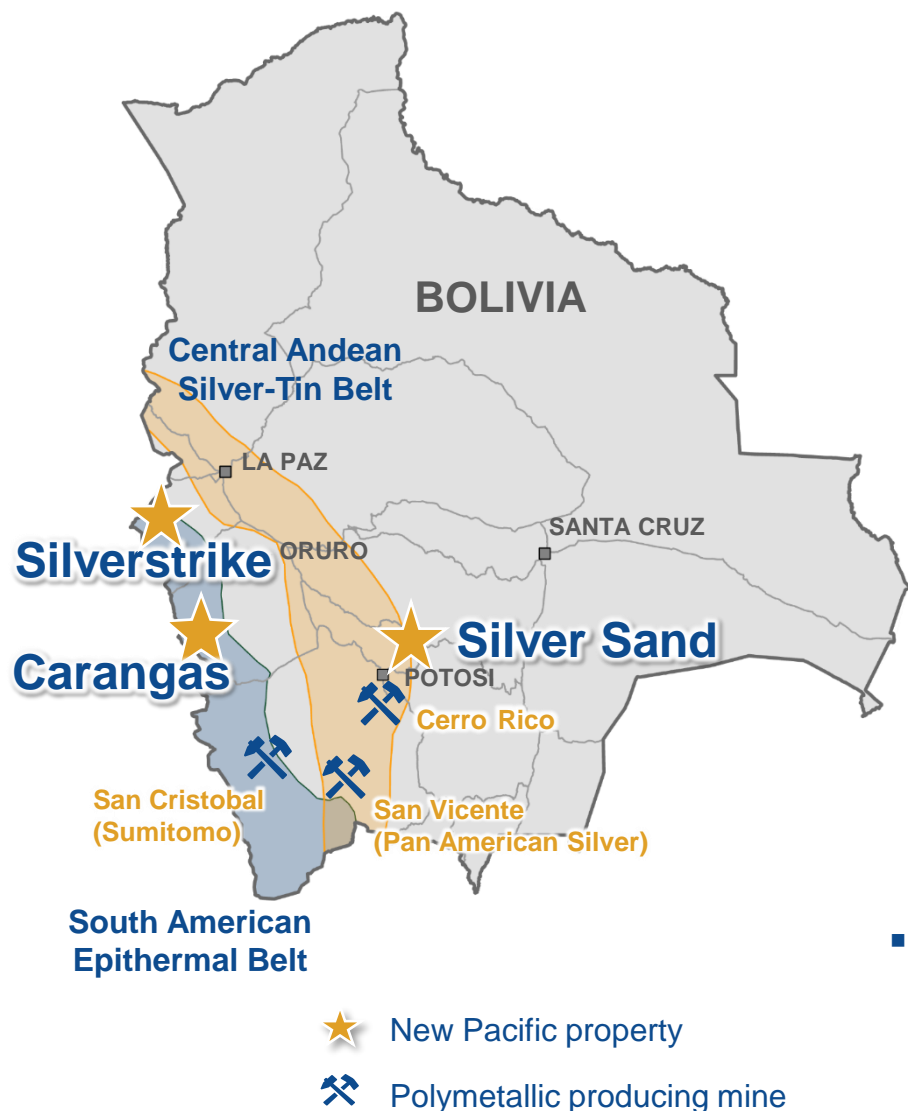 BOLIVIA
Central Andean
Silver-Tin Belt
LA PAZ
SANTA CRUZ
ORURO
Silverstrike
Silver Sand
Carangas
POTOSI
Cerro Rico
San Cristobal
(Sumitomo)
San Vicente
(Pan American Silver)
South American
Epithermal Belt
New Pacific property
Polymetallic producing mine